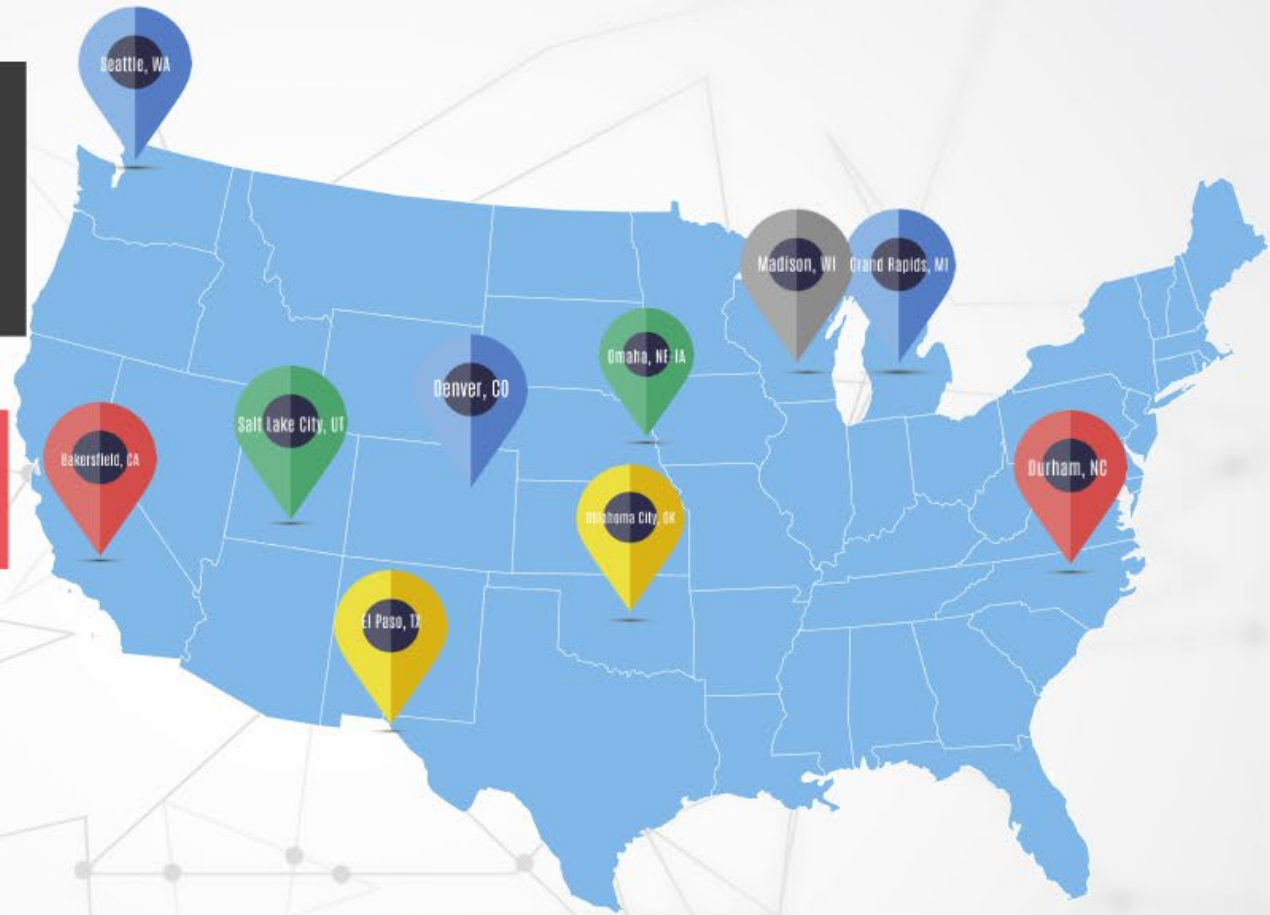 Seattle, WA
Madison, WI
Grand Rapids, MI
Omaha, NE-IA
Denver, CO
Salt Lake City, UT
Bakersfield, CA
Durham, NC
Oklahoma City, OK
El Paso, TX